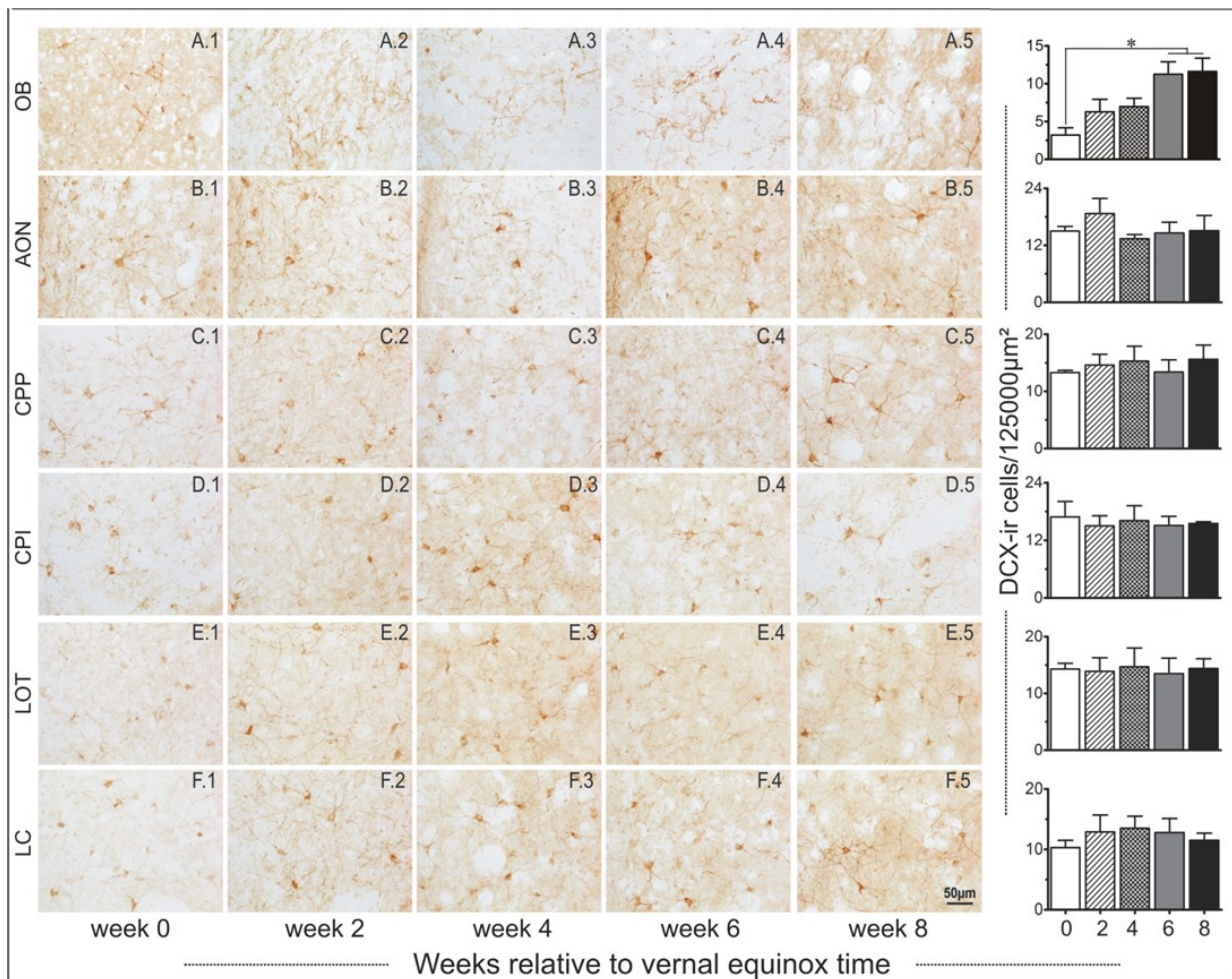 OB
A.1 A.2 A.3 A.4 A.5
AON
B.1 B.2 B.3 B.4 B.5
CPP
C.1 C.2 C.3 C.4 C.5
CPI
D.1 D.2 D.3 D.4 D.5
LOT
E.1 E.2 E.3 E.4 E.5
LC
F.1 F.2 F.3 F.4 F.5
50µm
week 0 week 2 week 4 week 6 week 8
Weeks relative to vernal equinox time
DCX-ir cells/125000µm²
*
15
10
5
0
24
12
0
20
10
0
24
12
0
20
10
0
20
10
0
0 2 4 6 8